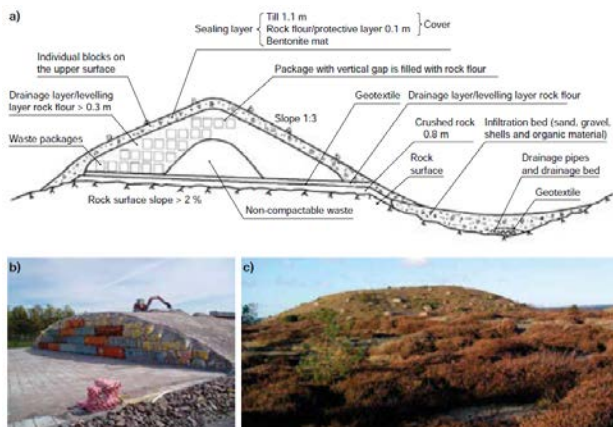 a)
Till 1.1 m
Sealing layer Rock flour/protective layer 0.1 m Cover
Bentonite mat
Individual blocks on
the upper surface
Package with vertical gap is filled with rock flour
Drainage layer/levelling
layer rock flour > 0.3 m
Geotextile
Drainage layer/levelling layer rock flour
Slope 1:3
Crushed rock
0.8 m
Infiltration bed (sand, gravel,
shells and organic material)
Waste packages
Rock
surface
Drainage pipes
and drainage bed
Geotextile
Rock surface slope > 2 %
Non-compactable waste
b)
c)